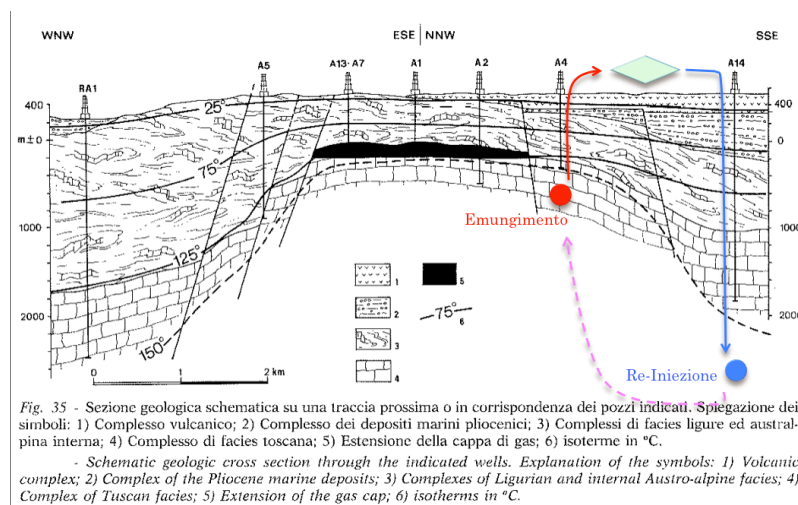 WNW
ESE NNW
SSE
RA1
A5
A13·A7
A1
A2
A4
A14
400
m±0
1000
2000
400
0
1000
2000
25°
75°
125°
150°
Emungimento
Re-Iniezione
1
2
3
4
5
75° 6
0 1 2 km
Fig. 35 - Sezione geologica schematica su una traccia prossima o in corrispondenza dei pozzi indicati. Spiegazione dei
simboli: 1) Complesso vulcanico; 2) Complesso dei depositi marini pliocenici; 3) Complessi di facies ligure ed austral-
pina interna; 4) Complesso di facies toscana; 5) Estensione della cappa di gas; 6) isoterme in °C.
- Schematic geologic cross section through the indicated wells. Explanation of the symbols: 1) Volcanic
complex; 2) Complex of the Pliocene marine deposits; 3) Complexes of Ligurian and internal Austro-alpine facies; 4)
Complex of Tuscan facies; 5) Extension of the gas cap; 6) isotherms in °C.